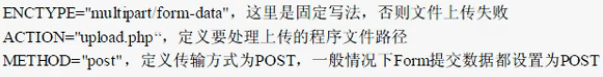 ENCTYPE="multipart/form-data"，这里是固定写法，否则文件上传失败
ACTION="upload.php“，定义要处理上传的程序文件路径
METHOD="post"，定义传输方式为POST，一般情况下Form提交数据都设置为POST